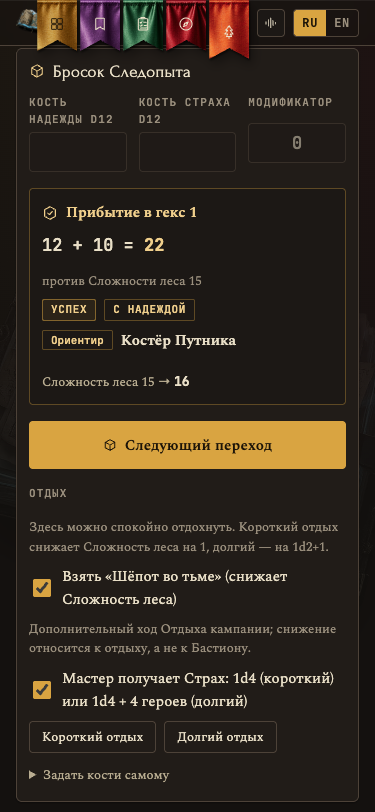 RU EN
Бросок Следопыта
КОСТЬ
НАДЕЖДЫ D12
КОСТЬ СТРАХА
D12
МОДИФИКАТОР
0
Прибытие в гекс 1
12 + 10 = 22
против Сложности леса 15
УСПЕХ С НАДЕЖДОЙ
Ориентир Костёр Путника
Сложность леса 15 → 16
Следующий переход
ОТДЫХ
Здесь можно спокойно отдохнуть. Короткий отдых
снижает Сложность леса на 1, долгий — на 1d2+1.
Взять «Шёпот во тьме» (снижает
Сложность леса)
Дополнительный ход Отдыха кампании; снижение
относится к отдыху, а не к Бастиону.
Мастер получает Страх: 1d4 (короткий)
или 1d4 + 4 героев (долгий)
Короткий отдых Долгий отдых
Задать кости самому